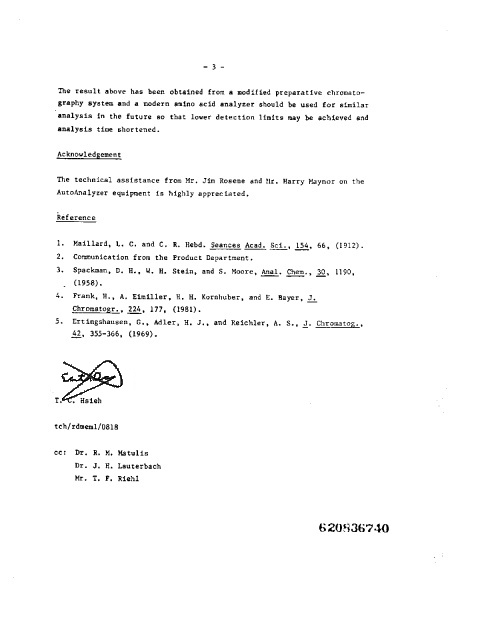 - 3 -
The result above has been obtained from a modified preparative chromato-
graphy system and a modern amino acid analyzer should be used for similar
analysis in the future so that lower detection limits may be achieved and
analysis time shortened.
Acknowledgement
The technical assistance from Mr. Jim Rosene and Mr. Harry Maynor on the
AutoAnalyzer equipment is highly appreciated.
Reference
1. Maillard, L. C. and C. R. Hebd. Seances Acad. Sci., 154, 66, (1912).
2. Communication from the Product Department.
3. Spackman, D. H., W. H. Stein, and S. Moore, Anal. Chem., 30, 1190,
(1958).
4. Frank, H., A. Eimiller, H. H. Kornhuber, and E. Bayer, J.
Chromatogr., 224, 177, (1981).
5. Ertingshausen, G., Adler, H. J., and Reichler, A. S., J. Chromatog.,
42, 355-366, (1969).
T. C. Hsieh
tch/rdmeml/0818
cc: Dr. R. M. Matulis
Dr. J. H. Lauterbach
Mr. T. F. Riehl
620836740